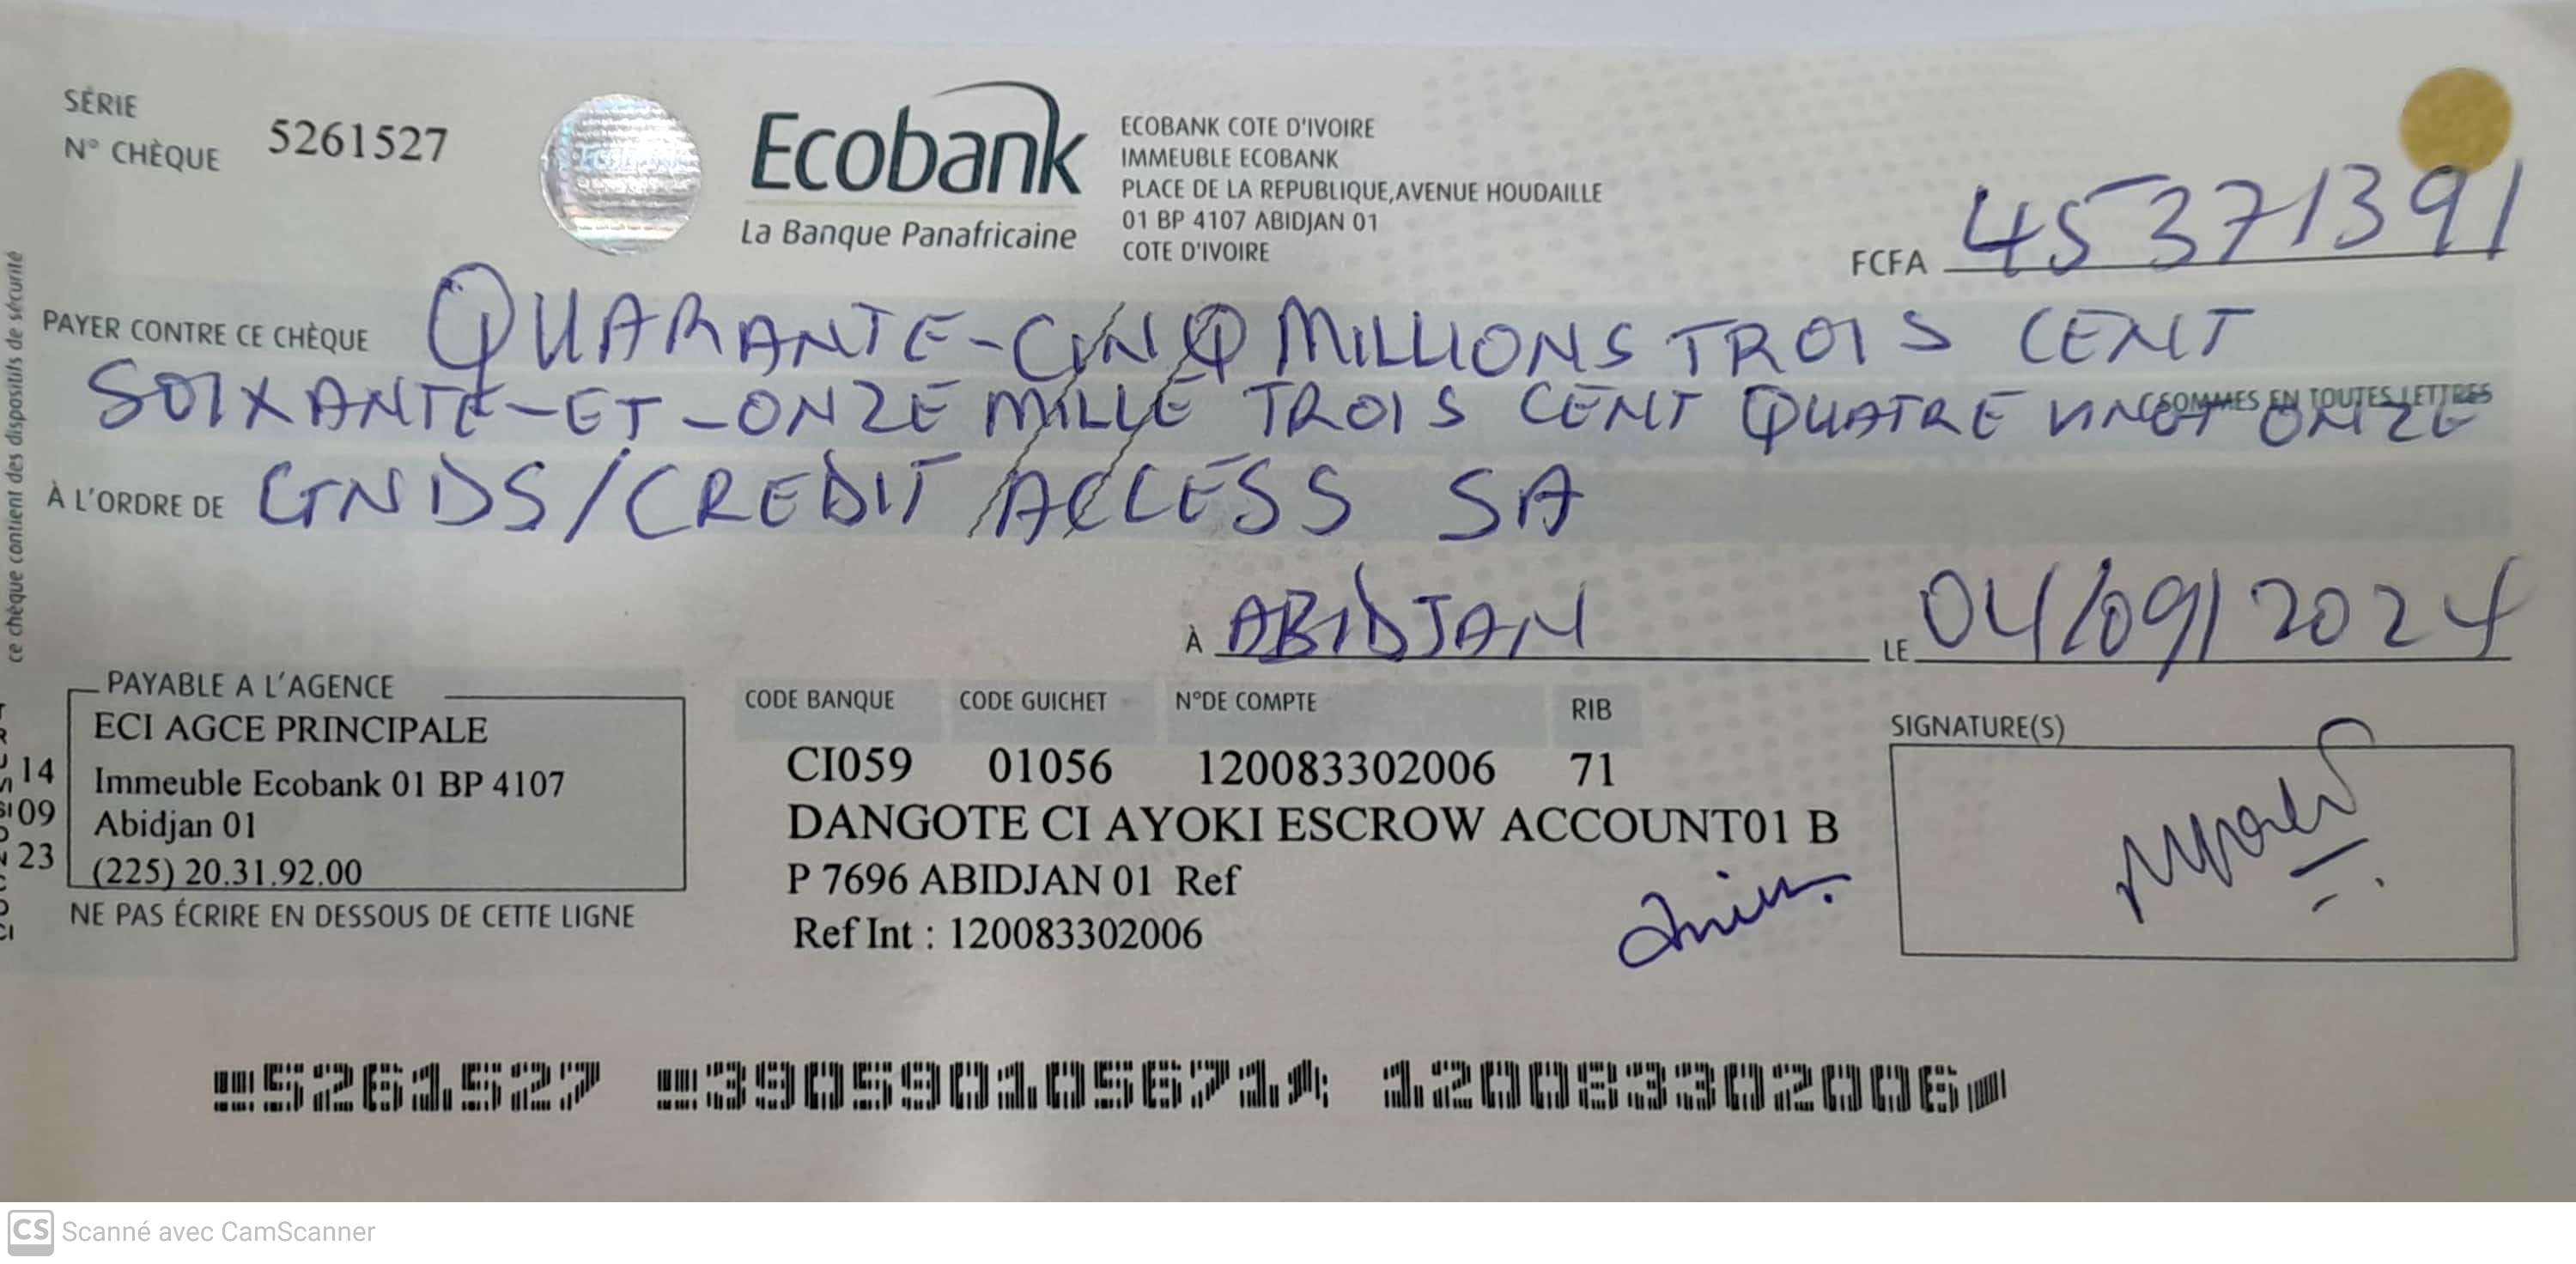 SÉRIE
N° CHÈQUE 5261527
Ecobank
La Banque Panafricaine
ECOBANK COTE D'IVOIRE
IMMEUBLE ECOBANK
PLACE DE LA REPUBLIQUE,AVENUE HOUDAILLE
01 BP 4107 ABIDJAN 01
COTE D'IVOIRE
FCFA 45371391
PAYER CONTRE CE CHÈQUE QUARANTE-CINQ MILLIONS TROIS CENT
SOIXANTE-ET-ONZE MILLE TROIS CENT QUATRE VINGT ONZE
(SOMMES EN TOUTES LETTRES
À L'ORDRE DE GNDS/CREDIT ACCESS SA
À ABIDJAN LE 04/09/2024
ce chèque contient des dispositifs de sécurité
PAYABLE A L'AGENCE
ECI AGCE PRINCIPALE
Immeuble Ecobank 01 BP 4107
Abidjan 01
(225) 20.31.92.00
NE PAS ÉCRIRE EN DESSOUS DE CETTE LIGNE
14
09
23
CODE BANQUE CODE GUICHET N°DE COMPTE RIB
CI059 01056 120083302006 71
DANGOTE CI AYOKI ESCROW ACCOUNT01 B
P 7696 ABIDJAN 01 Ref
Ref Int : 120083302006
SIGNATURE(S)
5261527 390590105671 120083302006
CS Scanné avec CamScanner